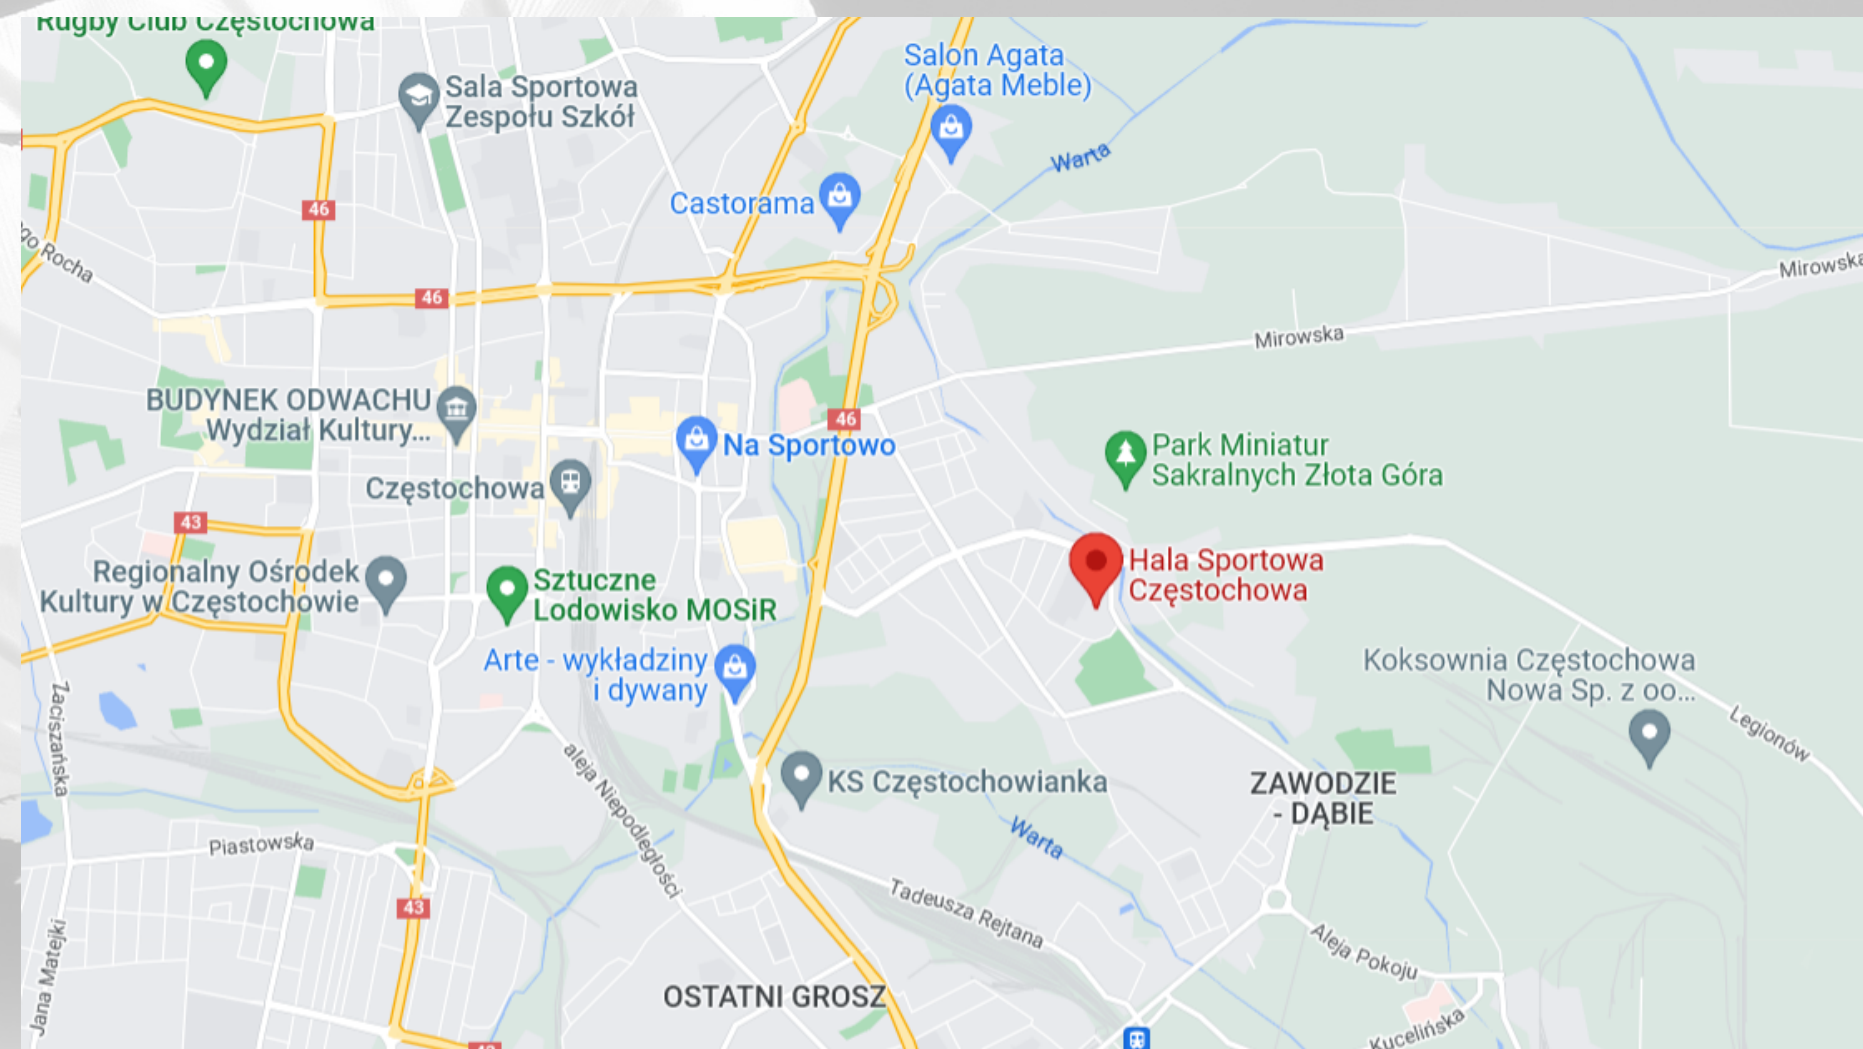 Rugby Club Częstochowa
Salon Agata
(Agata Meble)
Sala Sportowa
Zespołu Szkół
Warta
Castorama
46
go Rocha
Mirowska
46
Mirowska
BUDYNEK ODWACHU
Wydział Kultury...
46
Na Sportowo
Park Miniatur
Sakralnych Złota Góra
Częstochowa
43
Hala Sportowa
Częstochowa
Regionalny Ośrodek
Kultury w Częstochowie
Sztuczne
Lodowisko MOSiR
Arte - wykładziny
i dywany
Koksownia Częstochowa
Nowa Sp. z oo...
Zaciszańska
Legionów
aleja Niepodległości
KS Częstochowianka
ZAWODZIE
- DĄBIE
Warta
Piastowska
43
Tadeusza Rejtana
Aleja Pokoju
Jana Matejki
OSTATNI GROSZ
Kucelińska
43